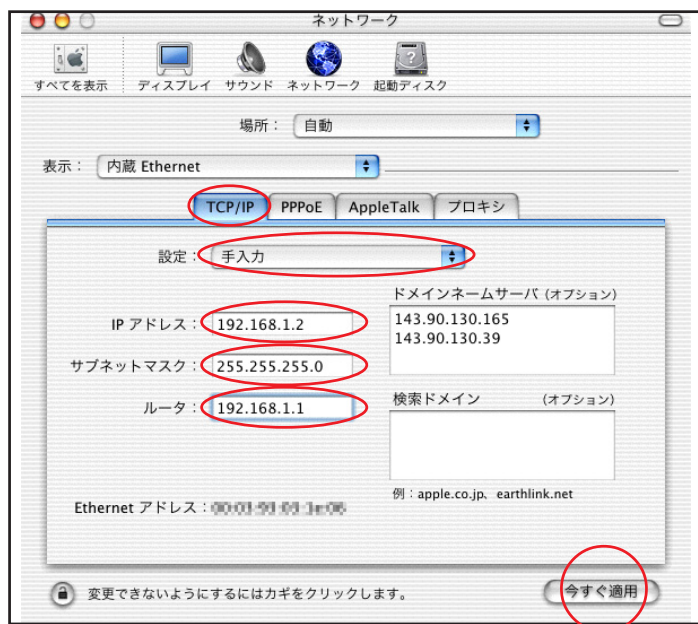 ネットワーク
すべてを表示 ディスプレイ サウンド ネットワーク 起動ディスク
場所： 自動
表示： 内蔵 Ethernet
TCP/IP PPPoE AppleTalk プロキシ
設定： 手入力
ドメインネームサーバ (オプション)
IP アドレス： 192.168.1.2
143.90.130.165
143.90.130.39
サブネットマスク： 255.255.255.0
ルータ： 192.168.1.1
検索ドメイン (オプション)
例：apple.co.jp、earthlink.net
Ethernet アドレス：
変更できないようにするにはカギをクリックします。
今すぐ適用